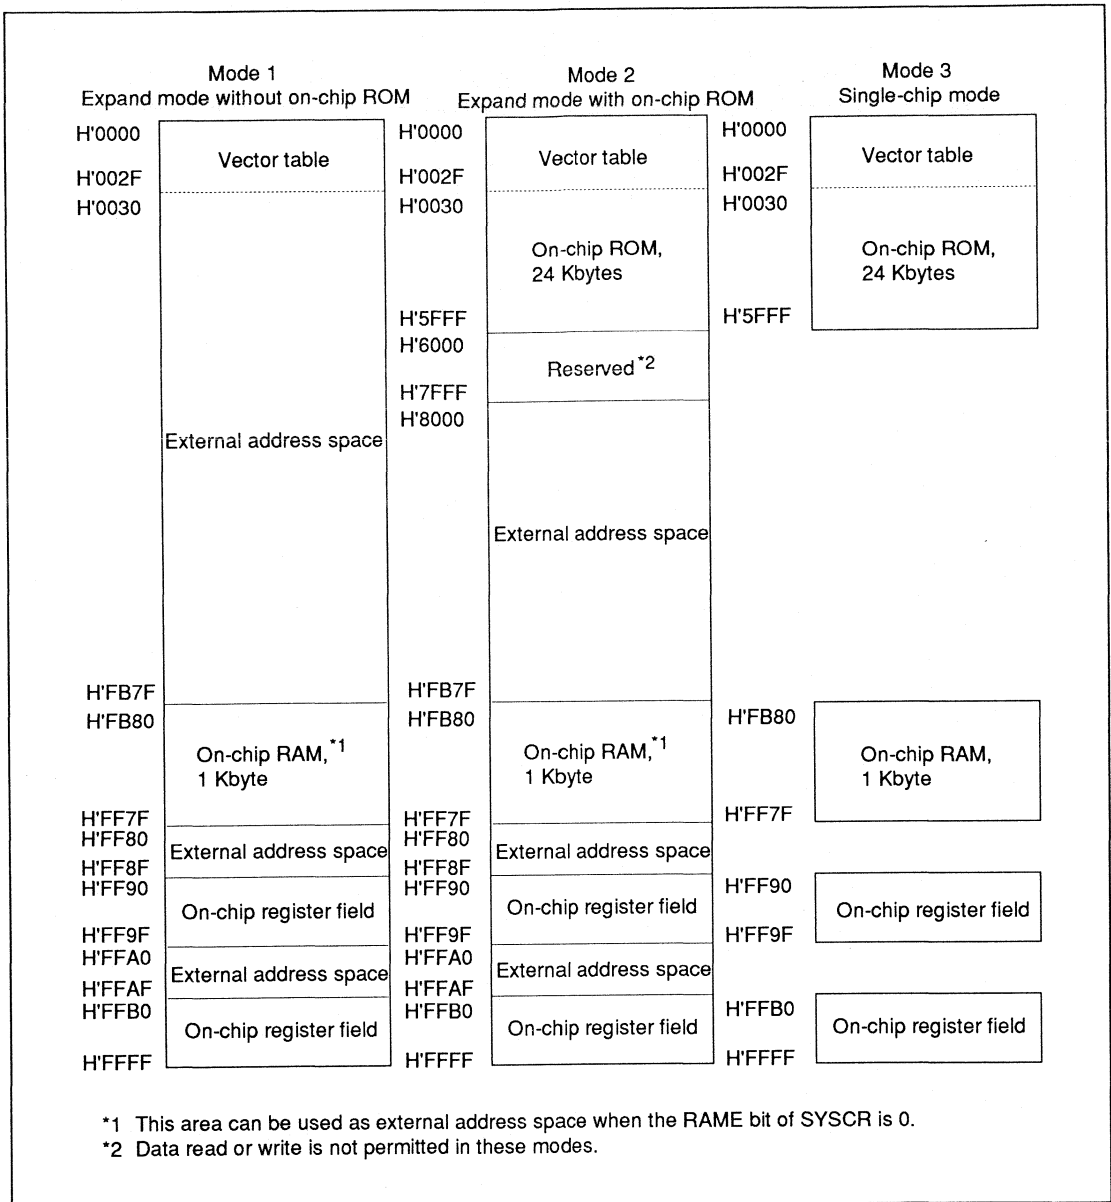 Mode 1
Expand mode without on-chip ROM
H'0000
Vector table
H'002F
H'0030
External address space
H'FB7F
H'FB80
On-chip RAM,*1
1 Kbyte
H'FF7F
H'FF80
External address space
H'FF8F
H'FF90
On-chip register field
H'FF9F
H'FFA0
External address space
H'FFAF
H'FFB0
On-chip register field
H'FFFF
Mode 2
Expand mode with on-chip ROM
H'0000
Vector table
H'002F
H'0030
On-chip ROM,
24 Kbytes
H'5FFF
H'6000
Reserved*2
H'7FFF
H'8000
External address space
H'FB7F
H'FB80
On-chip RAM,*1
1 Kbyte
H'FF7F
H'FF80
External address space
H'FF8F
H'FF90
On-chip register field
H'FF9F
H'FFA0
External address space
H'FFAF
H'FFB0
On-chip register field
H'FFFF
Mode 3
Single-chip mode
H'0000
Vector table
H'002F
H'0030
On-chip ROM,
24 Kbytes
H'5FFF
H'FB80
On-chip RAM,
1 Kbyte
H'FF7F
H'FF90
On-chip register field
H'FF9F
H'FFB0
On-chip register field
H'FFFF
*1 This area can be used as external address space when the RAME bit of SYSCR is 0.
*2 Data read or write is not permitted in these modes.